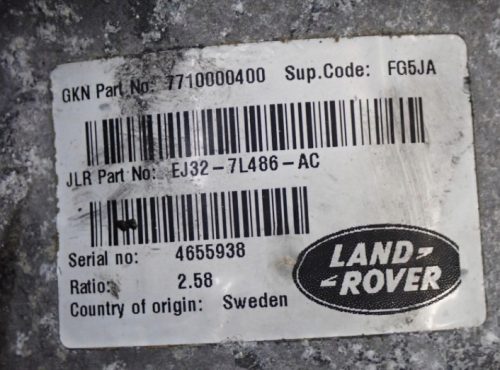 GKN Part No: 7710000400 Sup.Code: FG5JA
JLR Part No: EJ32-7L486-AC
Serial no: 4655938
Ratio: 2.58
Country of origin: Sweden
LAND-
-ROVER